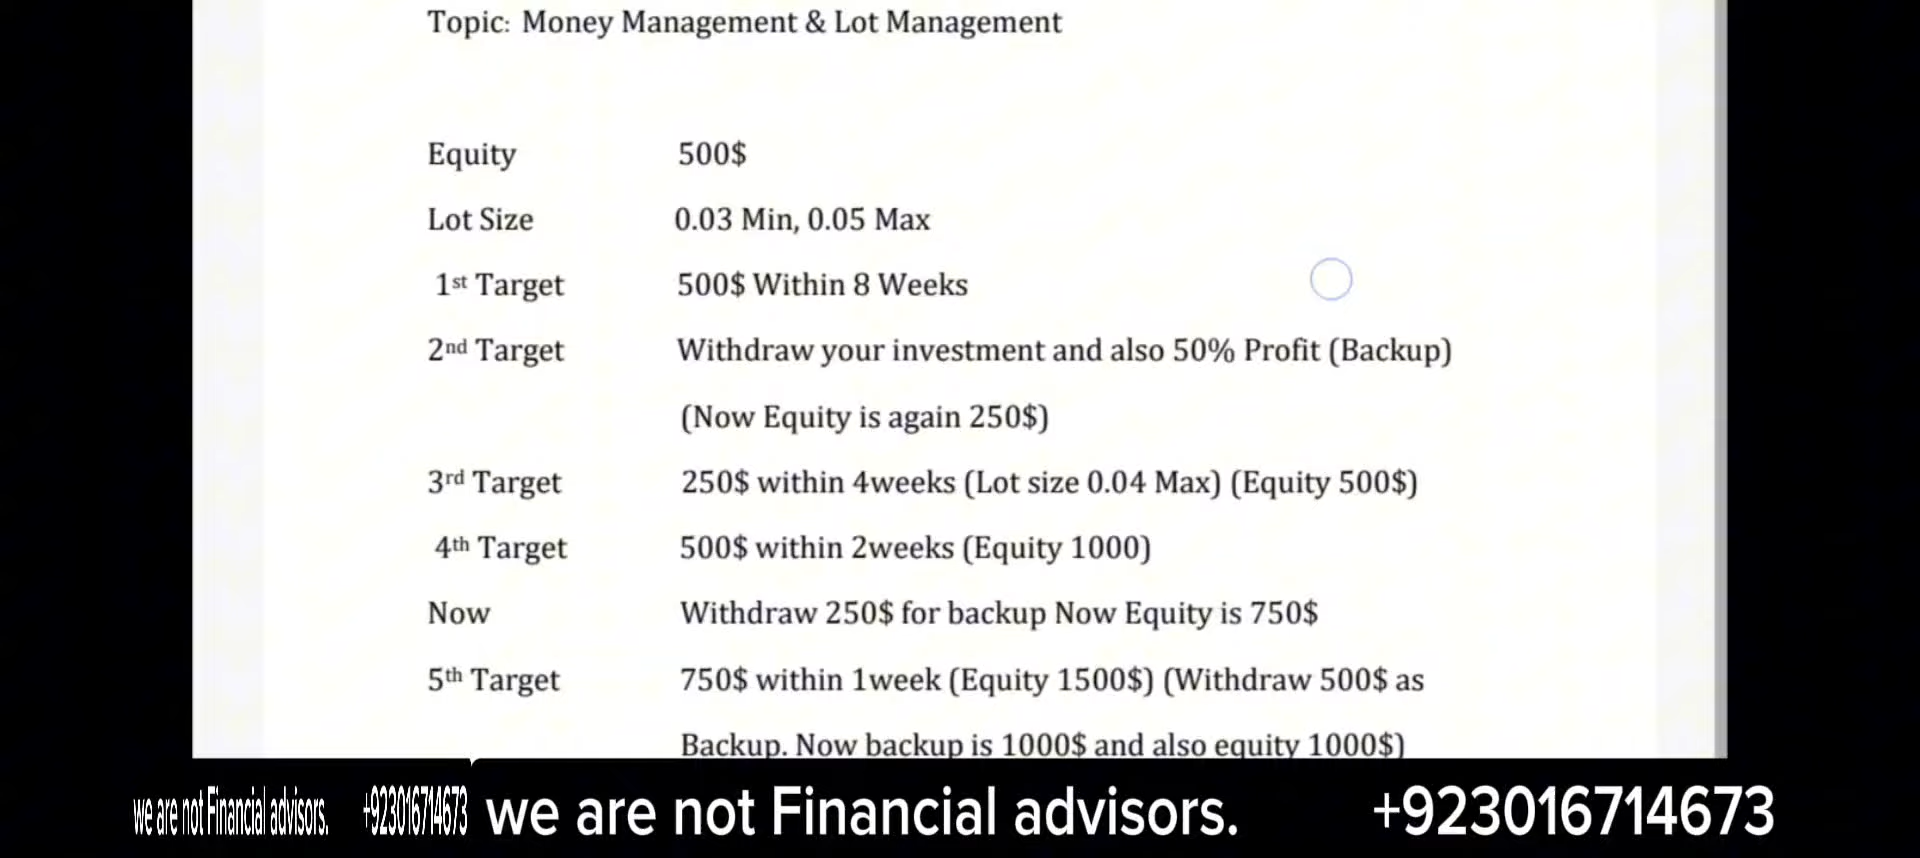 Topic: Money Management & Lot Management
Equity 500$
Lot Size 0.03 Min, 0.05 Max
1st Target 500$ Within 8 Weeks
2nd Target Withdraw your investment and also 50% Profit (Backup)
(Now Equity is again 250$)
3rd Target 250$ within 4weeks (Lot size 0.04 Max) (Equity 500$)
4th Target 500$ within 2weeks (Equity 1000)
Now Withdraw 250$ for backup Now Equity is 750$
5th Target 750$ within 1week (Equity 1500$) (Withdraw 500$ as
Backup. Now backup is 1000$ and also equity 1000$)
we are not Financial advisors. +923016714673 we are not Financial advisors. +923016714673